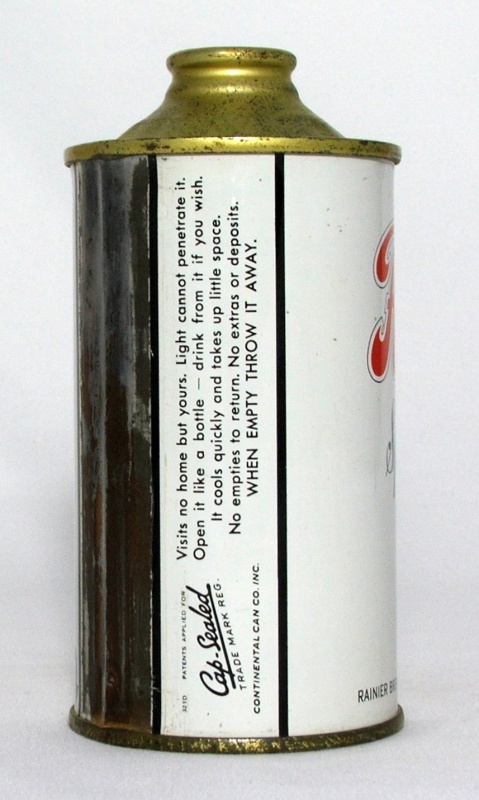 321D PATENTS APPLIED FOR
Cap-Sealed
TRADE MARK REG.
CONTINENTAL CAN CO. INC.
Visits no home but yours. Light cannot penetrate it.
Open it like a bottle — drink from it if you wish.
It cools quickly and takes up little space.
No empties to return. No extras or deposits.
WHEN EMPTY THROW IT AWAY.
RAINIER